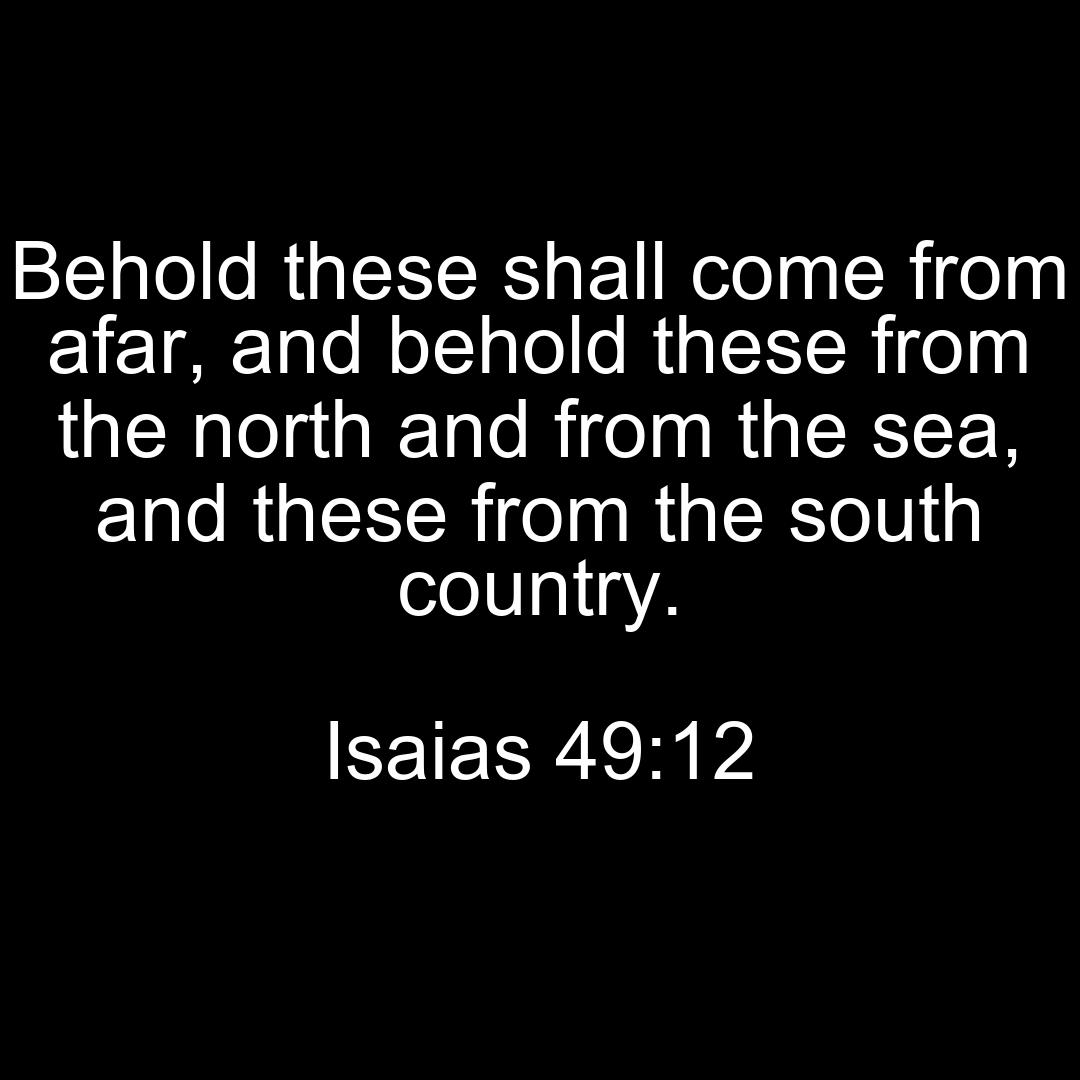 Behold these shall come from
afar, and behold these from
the north and from the sea,
and these from the south
country.
Isaias 49:12